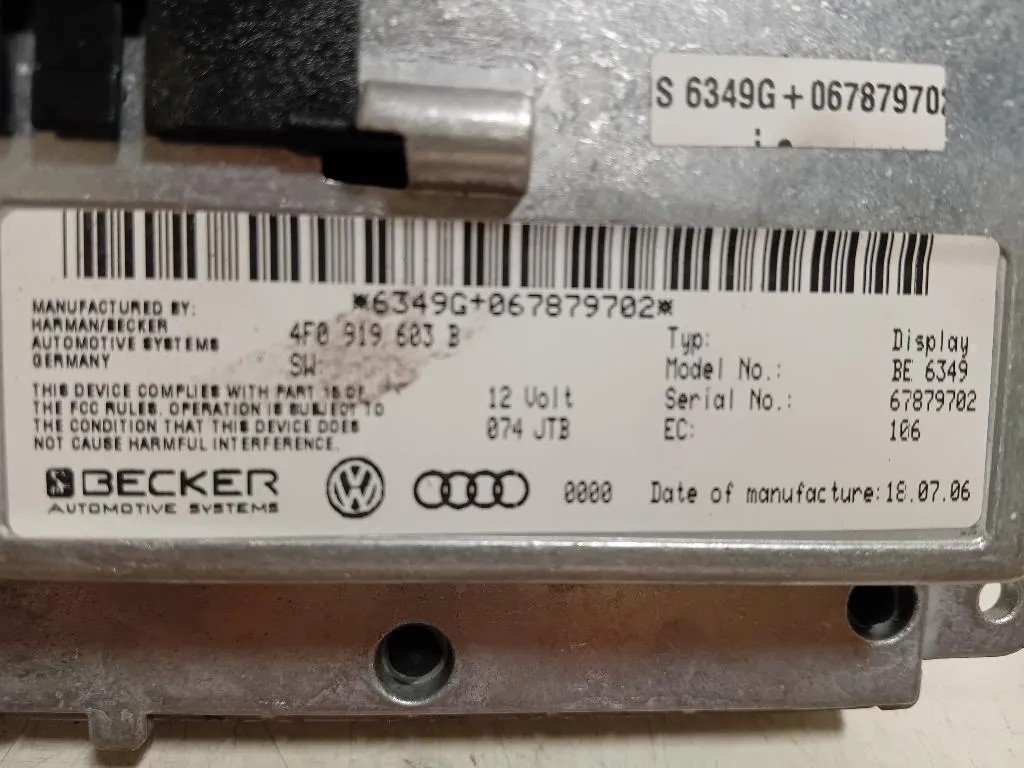 S 6349G+06787970
*6349G+067879702*
MANUFACTURED BY:
HARMAN/BECKER
AUTOMOTIVE SYSTEMS
GERMANY
4F0 919 603 B
SW:
THIS DEVICE COMPLIES WITH PART 15 OF
THE FCC RULES. OPERATION IS SUBJECT TO
THE CONDITION THAT THIS DEVICE DOES
NOT CAUSE HARMFUL INTERFERENCE.
12 Volt
074 JTB
Typ: Display
Model No.: BE 6349
Serial No.: 67879702
EC: 106
BECKER
AUTOMOTIVE SYSTEMS
0000
Date of manufacture:18.07.06